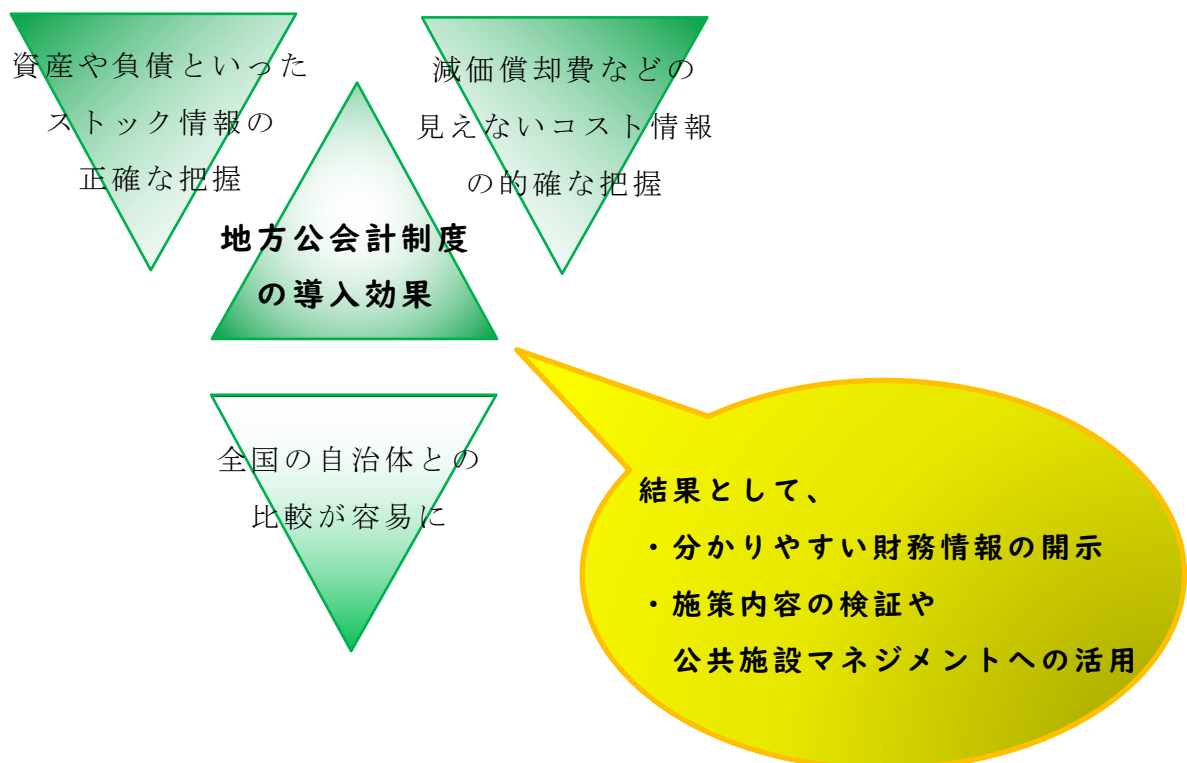 資産や負債といった
ストック情報の
正確な把握
減価償却費などの
見えないコスト情報
の的確な把握
地方公会計制度
の導入効果
全国の自治体との
比較が容易に
結果として、
・分かりやすい財務情報の開示
・施策内容の検証や
公共施設マネジメントへの活用